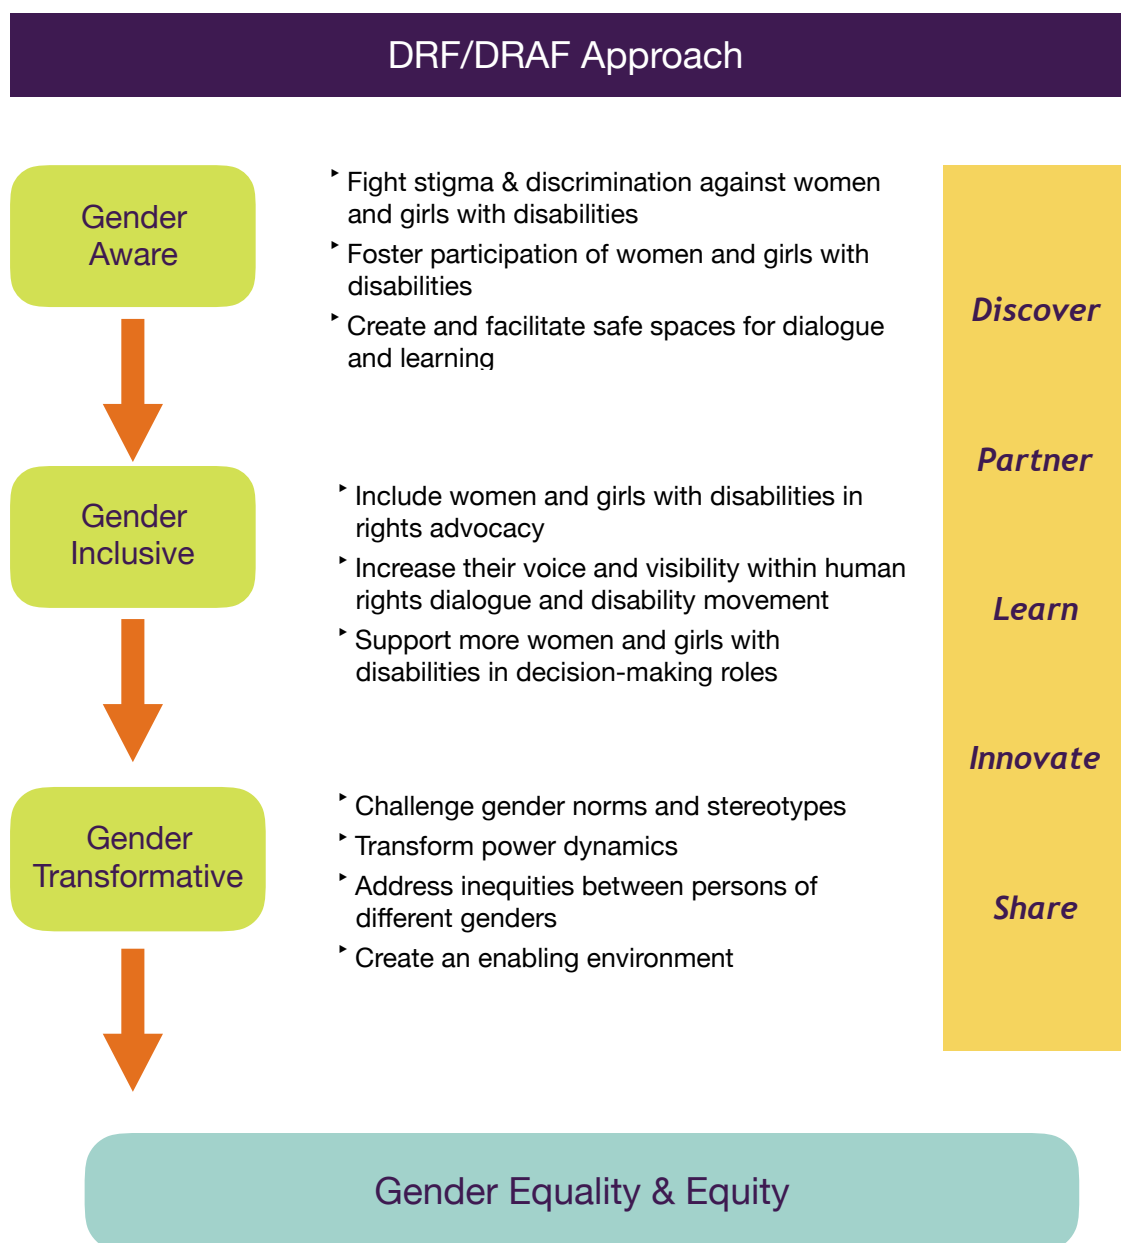 DRF/DRAF Approach
Gender
Aware
‣ Fight stigma & discrimination against women
and girls with disabilities
‣ Foster participation of women and girls with
disabilities
‣ Create and facilitate safe spaces for dialogue
and learning
Gender
Inclusive
‣ Include women and girls with disabilities in
rights advocacy
‣ Increase their voice and visibility within human
rights dialogue and disability movement
‣ Support more women and girls with
disabilities in decision-making roles
Gender
Transformative
‣ Challenge gender norms and stereotypes
‣ Transform power dynamics
‣ Address inequities between persons of
different genders
‣ Create an enabling environment
Discover
Partner
Learn
Innovate
Share
Gender Equality & Equity